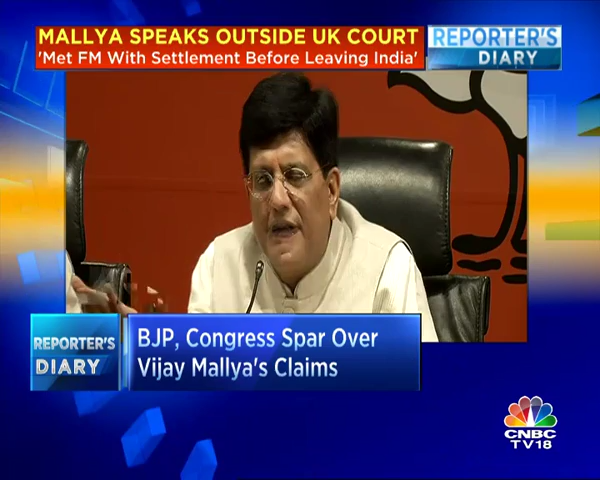 MALLYA SPEAKS OUTSIDE UK COURT
'Met FM With Settlement Before Leaving India'
REPORTER'S
DIARY
REPORTER'S
DIARY
BJP, Congress Spar Over
Vijay Mallya's Claims
CNBC
TV18